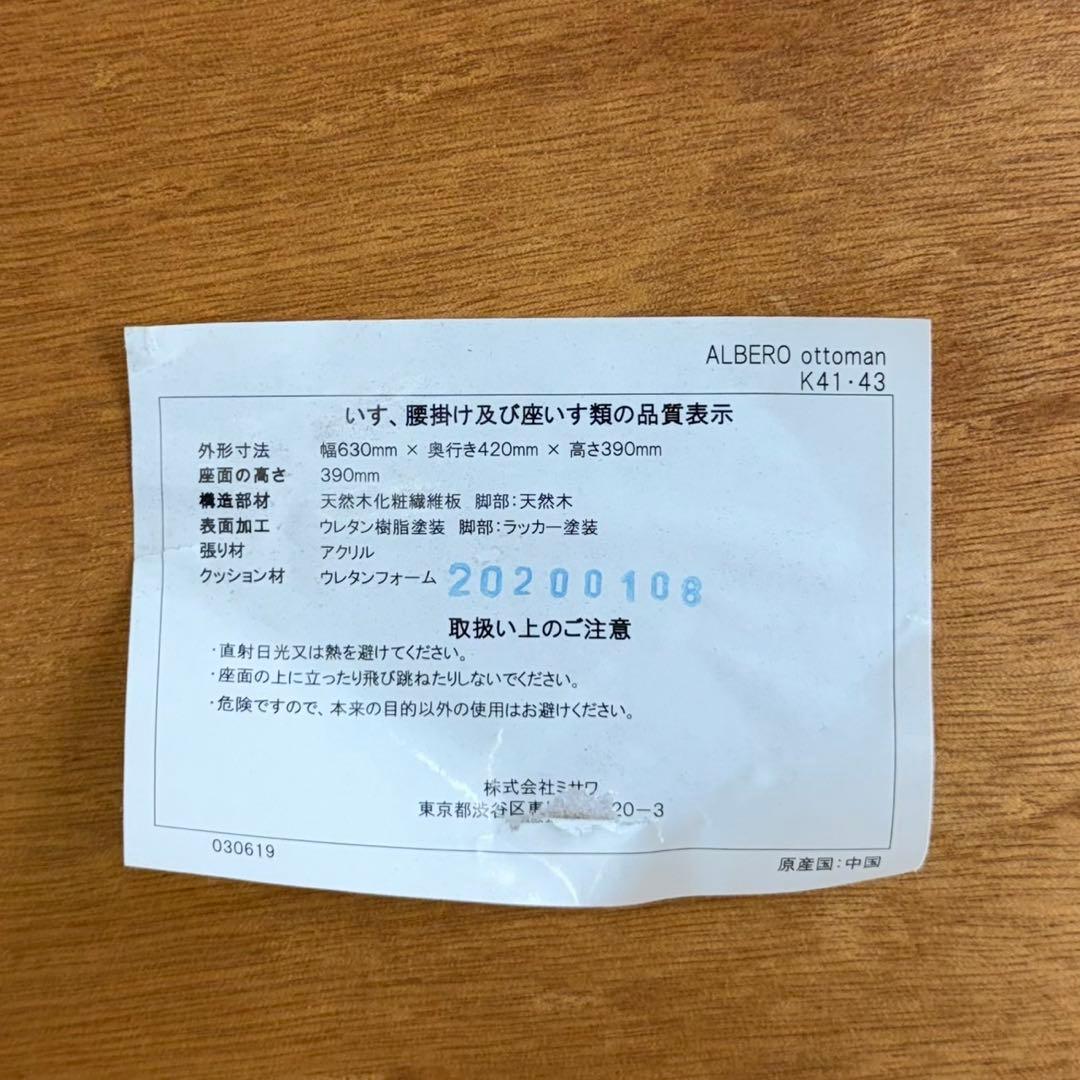 ALBERO ottoman
K41・43
いす、腰掛け及び座いす類の品質表示
外形寸法 幅630mm × 奥行き420mm × 高さ390mm
座面の高さ 390mm
構造部材 天然木化粧繊維板 脚部：天然木
表面加工 ウレタン樹脂塗装 脚部：ラッカー塗装
張り材 アクリル
クッション材 ウレタンフォーム 20200108
取扱い上のご注意
・直射日光又は熱を避けてください。
・座面の上に立ったり飛び跳ねたりしないでください。
・危険ですので、本来の目的以外の使用はお避けください。
株式会社ミサワ
東京都渋谷区東 20−3
030619
原産国：中国